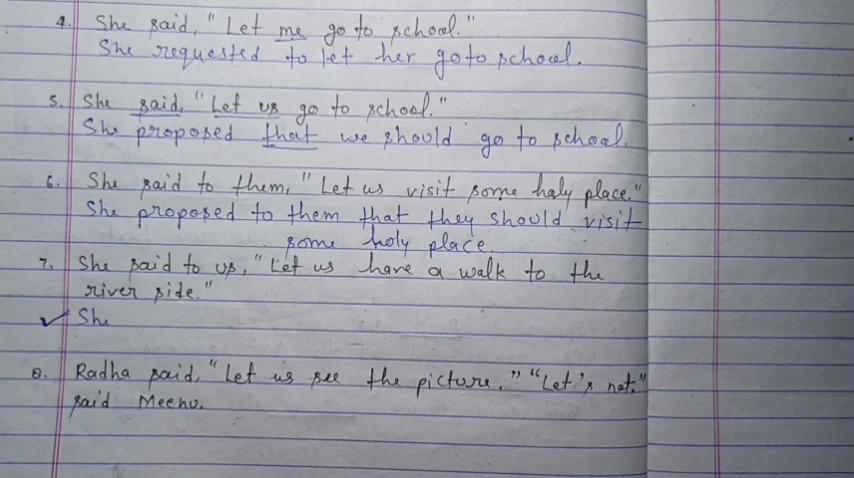 4. She said, "Let me go to school."
She requested to let her go to school.
5. She said, "Let us go to school."
She proposed that we should go to school.
6. She said to them, "Let us visit some holy place."
She proposed to them that they should visit
some holy place.
7. She said to us, "Let us have a walk to the
river side."
✓ She
8. Radha said, "Let us see the picture." "Let's not,"
said Meenu.